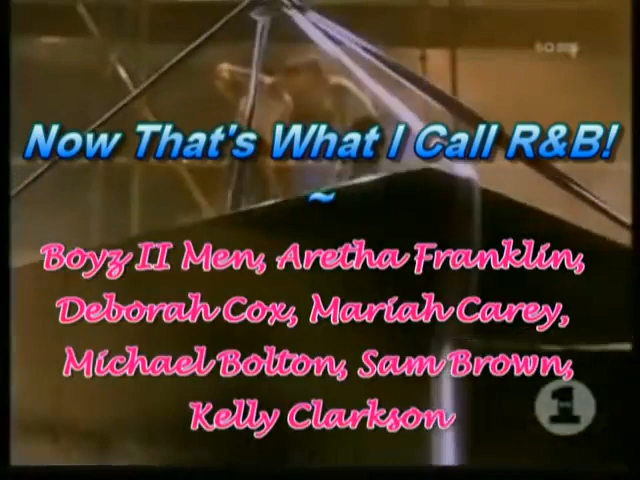 Now That's What I Call R&B!
~
Boyz II Men, Aretha Franklin,
Deborah Cox, Mariah Carey,
Michael Bolton, Sam Brown,
Kelly Clarkson
1